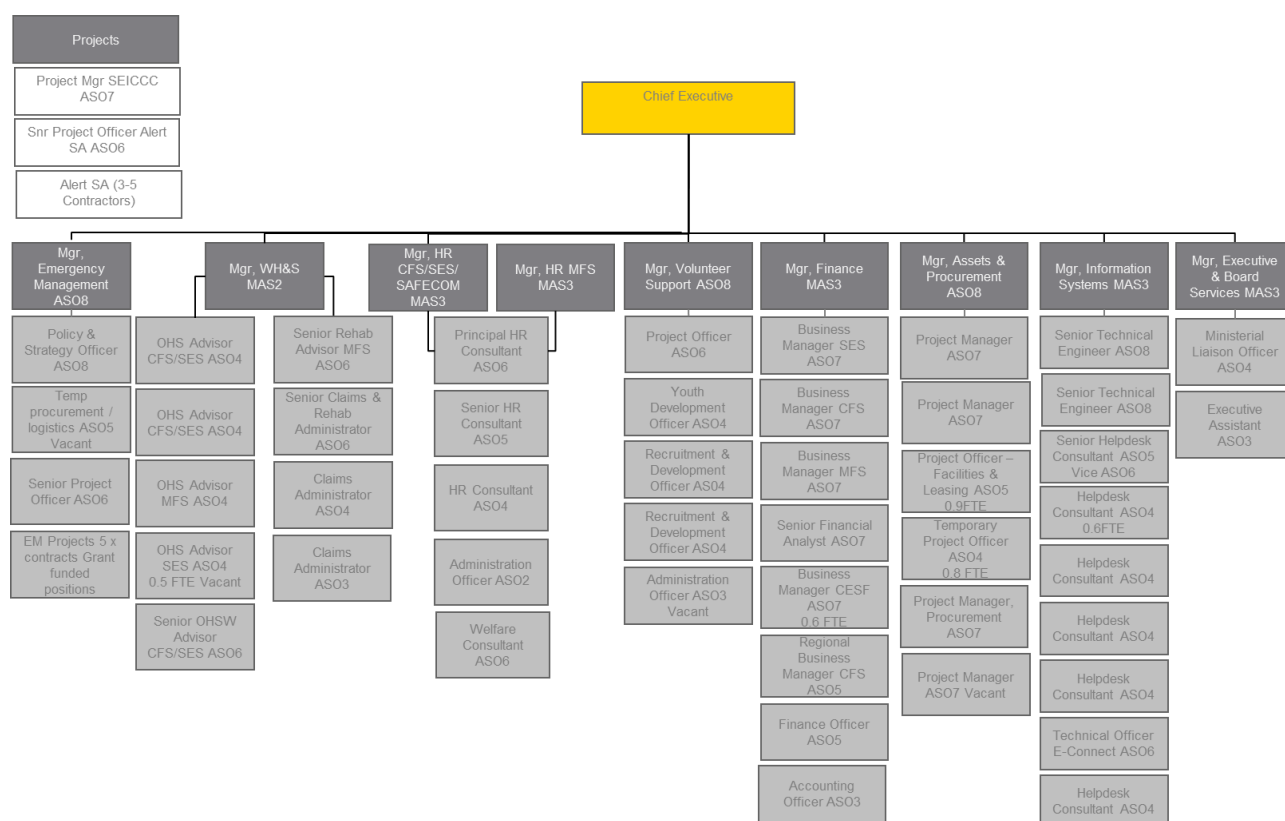 Projects
Project Mgr SEICCC
ASO7
Snr Project Officer Alert
SA ASO6
Alert SA (3-5
Contractors)
Chief Executive
Mgr,
Emergency
Management
ASO8
Policy &
Strategy Officer
ASO8
Temp
procurement /
logistics ASO5
Vacant
Senior Project
Officer ASO6
EM Projects 5 x
contracts Grant
funded
positions
Mgr, WH&S
MAS2
OHS Advisor
CFS/SES ASO4
OHS Advisor
CFS/SES ASO4
OHS Advisor
MFS ASO4
OHS Advisor
SES ASO4
0.5 FTE Vacant
Senior OHSW
Advisor
CFS/SES ASO6
Senior Rehab
Advisor MFS
ASO6
Senior Claims &
Rehab
Administrator
ASO6
Claims
Administrator
ASO4
Claims
Administrator
ASO3
Mgr, HR
CFS/SES/
SAFECOM
MAS3
Mgr, HR MFS
MAS3
Principal HR
Consultant
ASO6
Senior HR
Consultant
ASO5
HR Consultant
ASO4
Administration
Officer ASO2
Welfare
Consultant
ASO6
Mgr, Volunteer
Support ASO8
Project Officer
ASO6
Youth
Development
Officer ASO4
Recruitment &
Development
Officer AS04
Recruitment &
Development
Officer ASO4
Administration
Officer ASO3
Vacant
Mgr, Finance
MAS3
Business
Manager SES
ASO7
Business
Manager CFS
ASO7
Business
Manager MFS
ASO7
Senior Financial
Analyst ASO7
Business
Manager CESF
ASO7
0.6 FTE
Regional
Business
Manager CFS
ASO5
Finance Officer
ASO5
Accounting
Officer ASO3
Mgr, Assets &
Procurement
ASO8
Project Manager
ASO7
Project Manager
ASO7
Project Officer –
Facilities &
Leasing ASO5
0.9FTE
Temporary
Project Officer
ASO4
0.8 FTE
Project Manager,
Procurement
ASO7
Project Manager
ASO7 Vacant
Mgr, Information
Systems MAS3
Senior Technical
Engineer ASO8
Senior Technical
Engineer ASO8
Senior Helpdesk
Consultant ASO5
Vice ASO6
Helpdesk
Consultant ASO4
0.6FTE
Helpdesk
Consultant ASO4
Helpdesk
Consultant ASO4
Helpdesk
Consultant ASO4
Technical Officer
E-Connect ASO6
Helpdesk
Consultant ASO4
Mgr, Executive
& Board
Services MAS3
Ministerial
Liaison Officer
ASO4
Executive
Assistant
ASO3